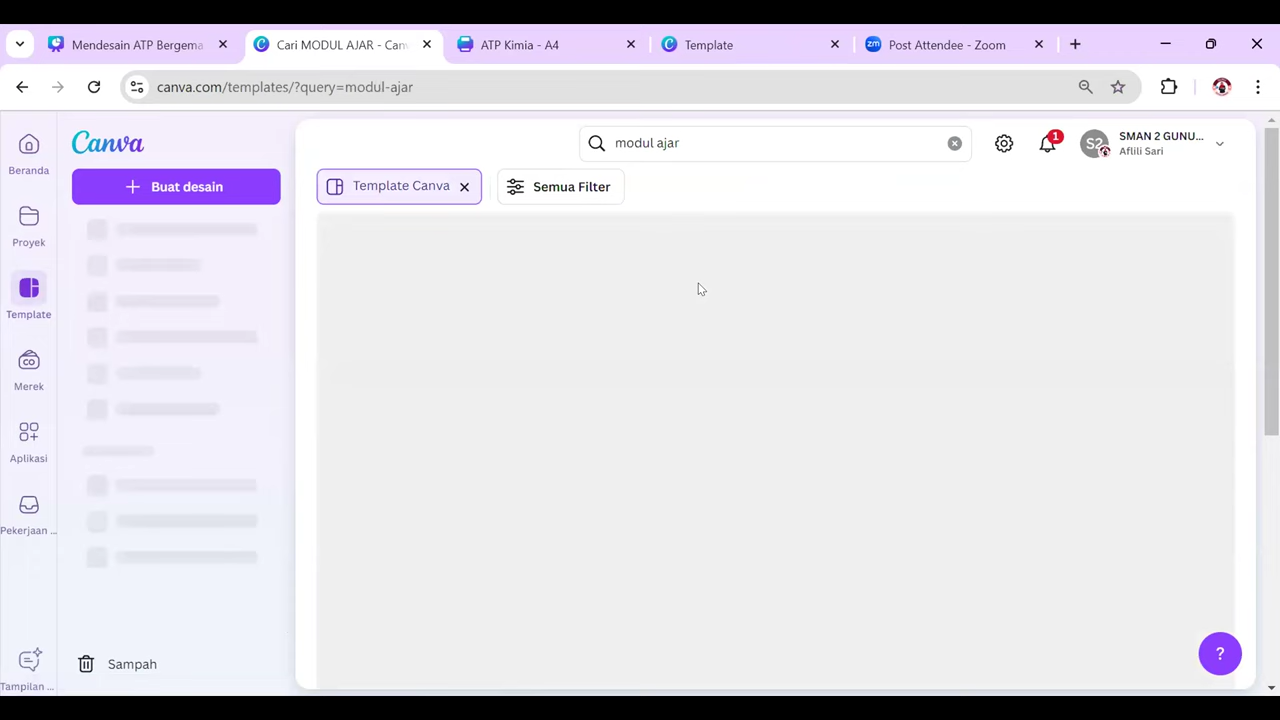 Mendesain ATP Bergema
Cari MODUL AJAR - Can
ATP Kimia - A4
Template
zm
Post Attendee - Zoom
canva.com/templates/?query=modul-ajar
Canva
modul ajar
1
S2
SMAN 2 GUNU...
Aflili Sari
Beranda
Buat desain
Template Canva
Semua Filter
Proyek
Template
CO
Merek
Aplikasi
Pekerjaan ...
Sampah
Tampilan ...
?